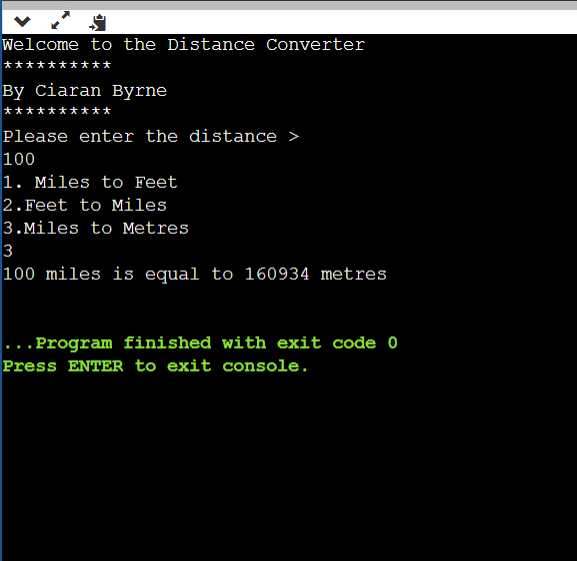 Welcome to the Distance Converter
**********
By Ciaran Byrne
**********
Please enter the distance >
100
1. Miles to Feet
2.Feet to Miles
3.Miles to Metres
3
100 miles is equal to 160934 metres
...Program finished with exit code 0
Press ENTER to exit console.